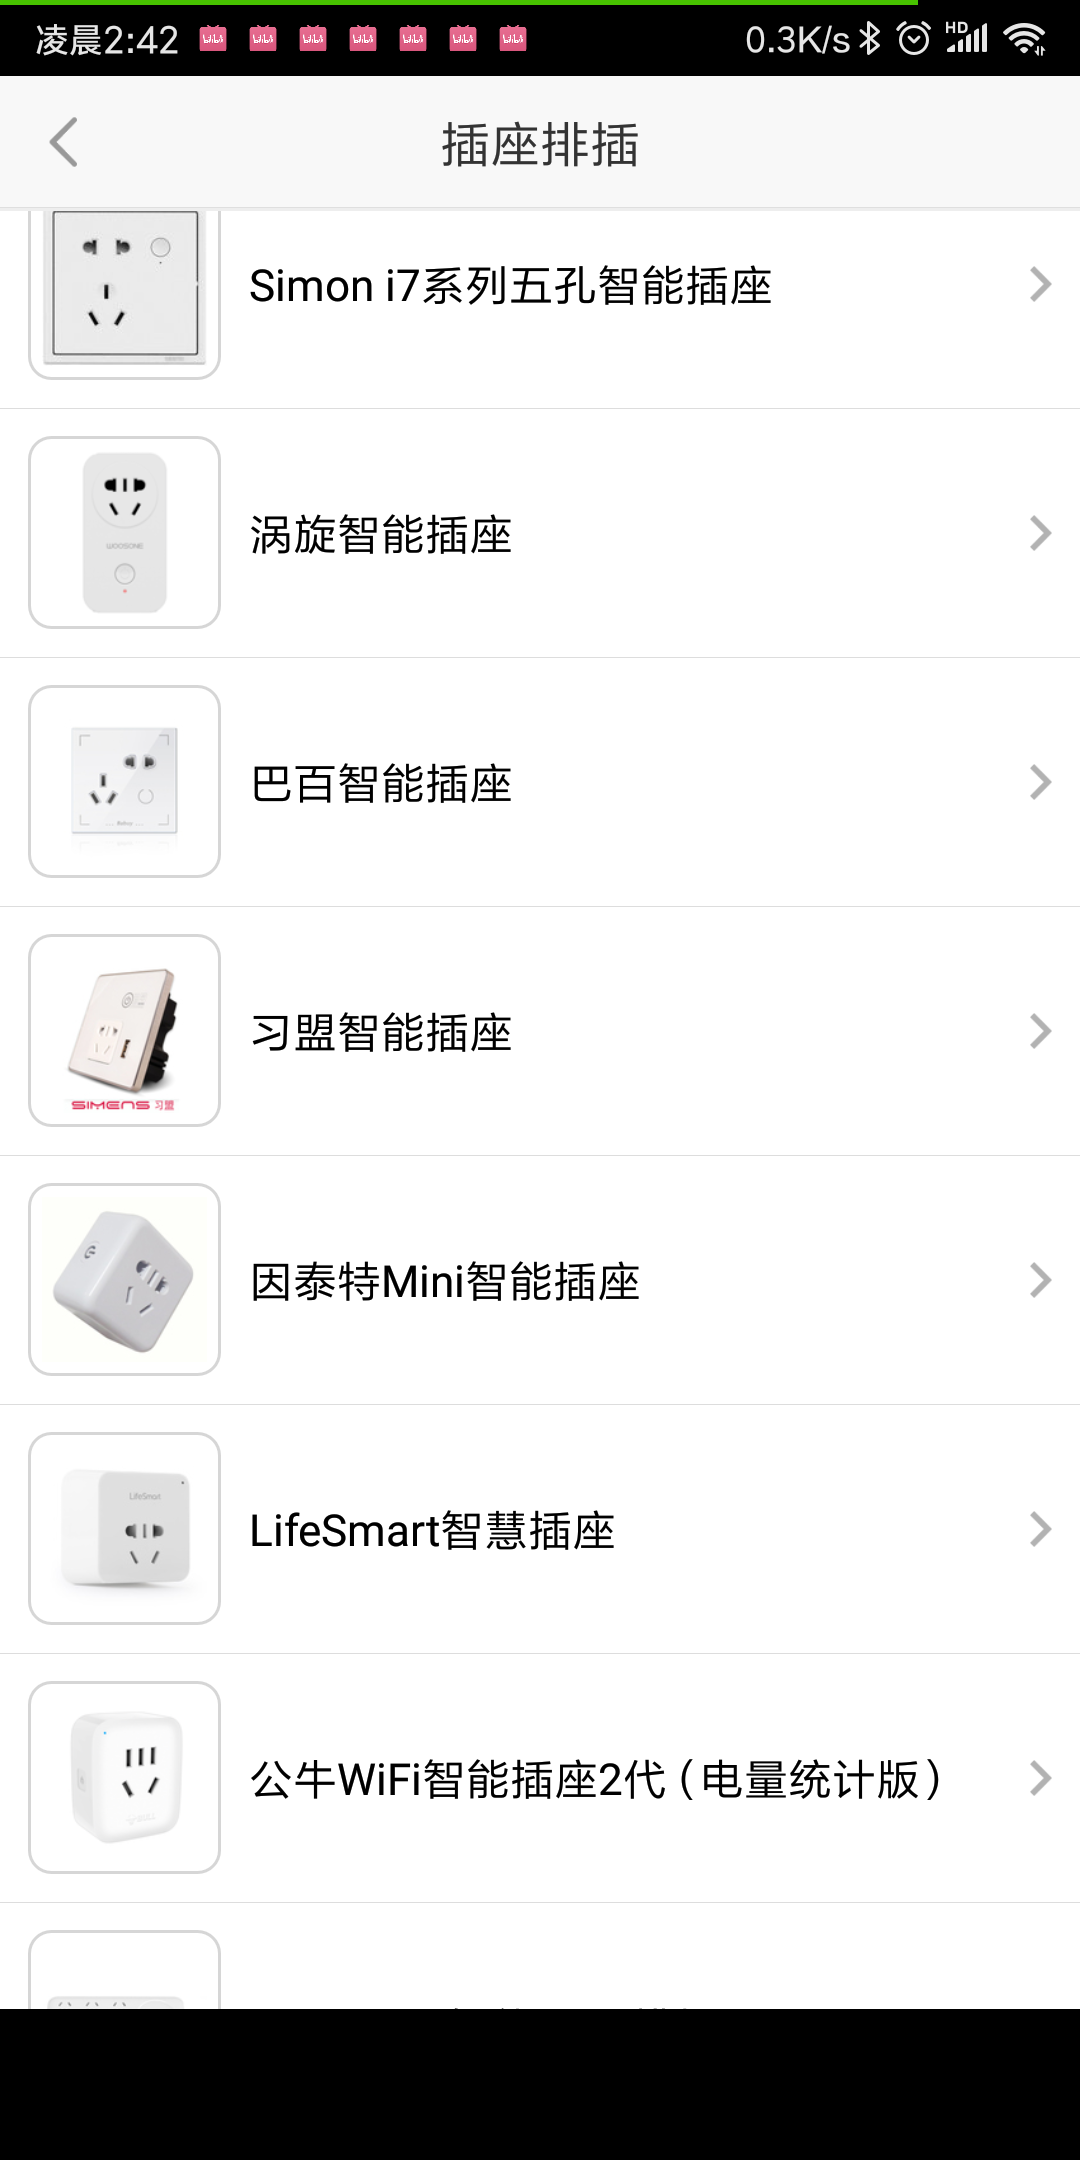 凌晨2:42
0.3K/s
HD
插座排插
Simon i7系列五孔智能插座
WOOSONE
涡旋智能插座
巴百智能插座
SIMENS 习盟
习盟智能插座
因泰特Mini智能插座
LifeSmart
LifeSmart智慧插座
公牛WiFi智能插座2代（电量统计版）